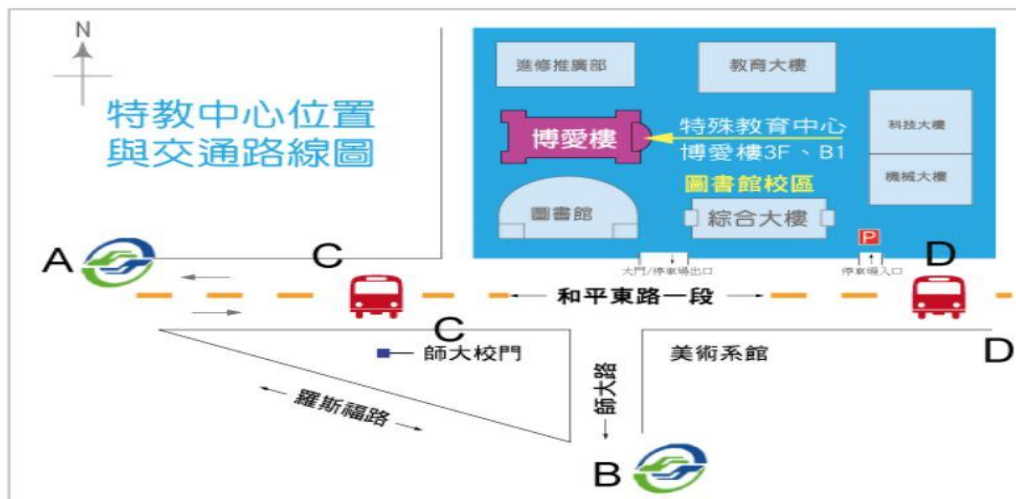 N
特教中心位置
與交通路線圖
進修推廣部
教育大樓
博愛樓
特殊教育中心
博愛樓3F、B1
科技大樓
機械大樓
圖書館校區
圖書館
綜合大樓
P
大門/停車場出口
停車場入口
A
C
D
和平東路一段
C
D
師大校門
美術系館
師大路
羅斯福路
B